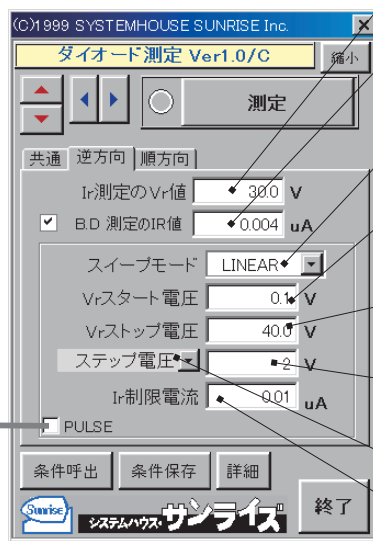 (C)1999 SYSTEMHOUSE SUNRISE Inc.
ダイオード測定 Ver1.0/C
縮小
測定
共通 逆方向 順方向
Ir測定のVr値 30.0 V
B.D 測定のIR値 0.004 uA
スイープモード LINEAR
Vrスタート電圧 0.1 V
Vrストップ電圧 40.0 V
ステップ電圧 2 V
Ir制限電流 0.01 uA
PULSE
条件呼出 条件保存 詳細
Sunrise システムハウス・サンライズ 終了